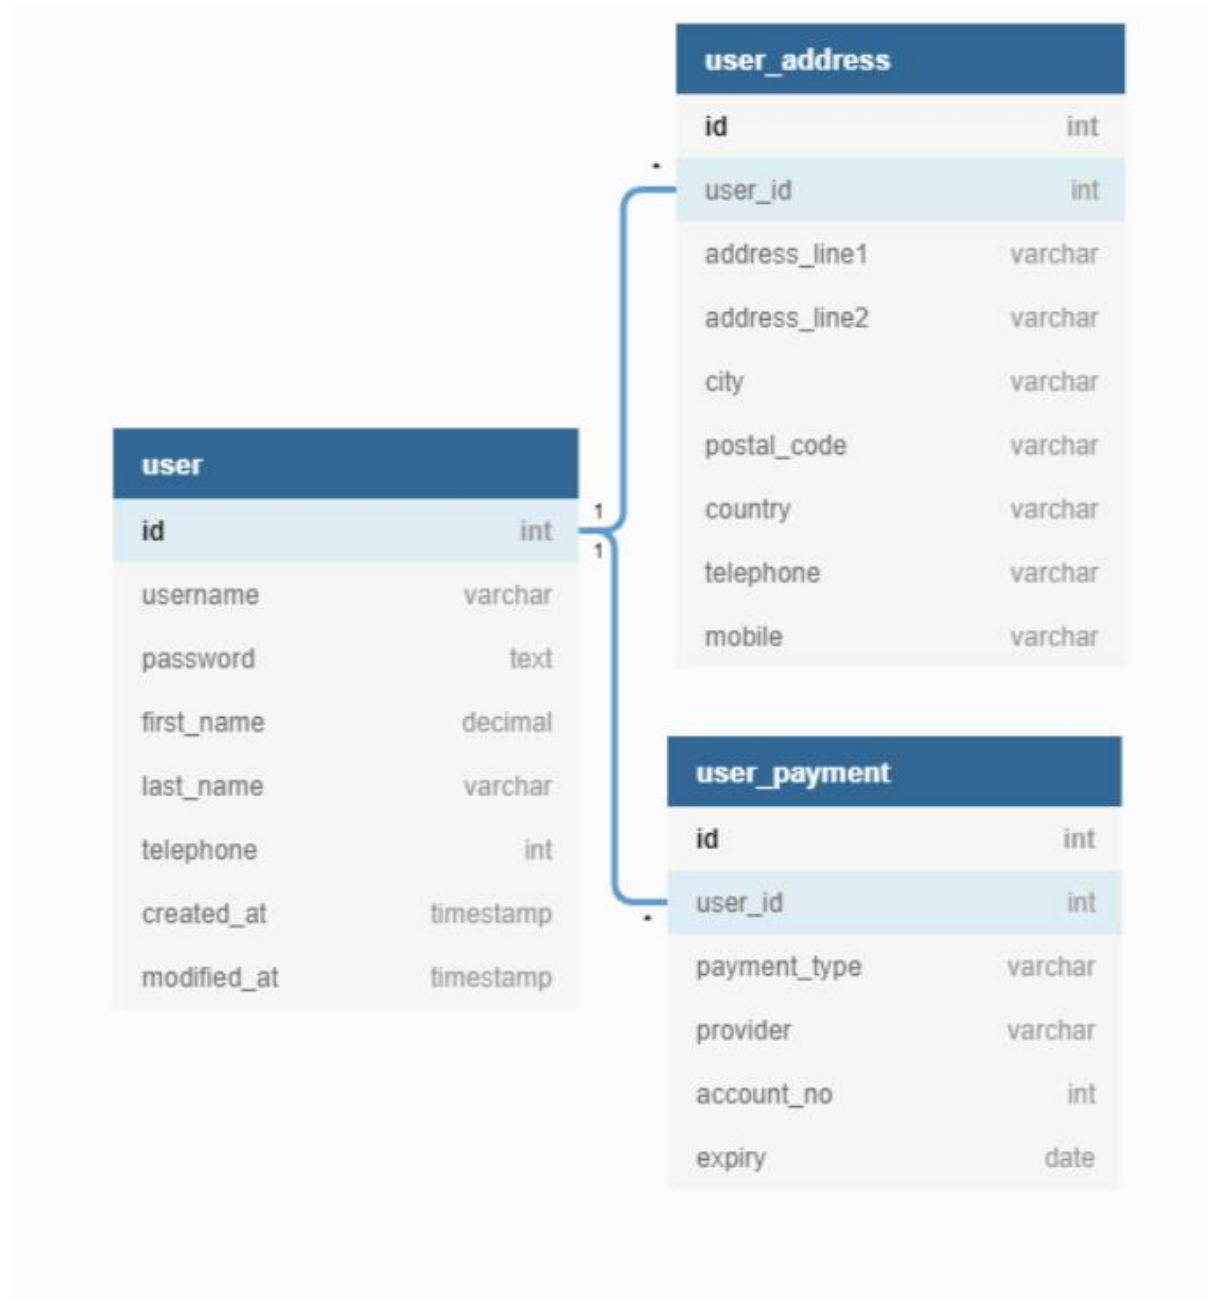 user_address
id int
user_id int
address_line1 varchar
address_line2 varchar
city varchar
postal_code varchar
country varchar
telephone varchar
mobile varchar
*
1
1
*
user
id int
username varchar
password text
first_name decimal
last_name varchar
telephone int
created_at timestamp
modified_at timestamp
user_payment
id int
user_id int
payment_type varchar
provider varchar
account_no int
expiry date